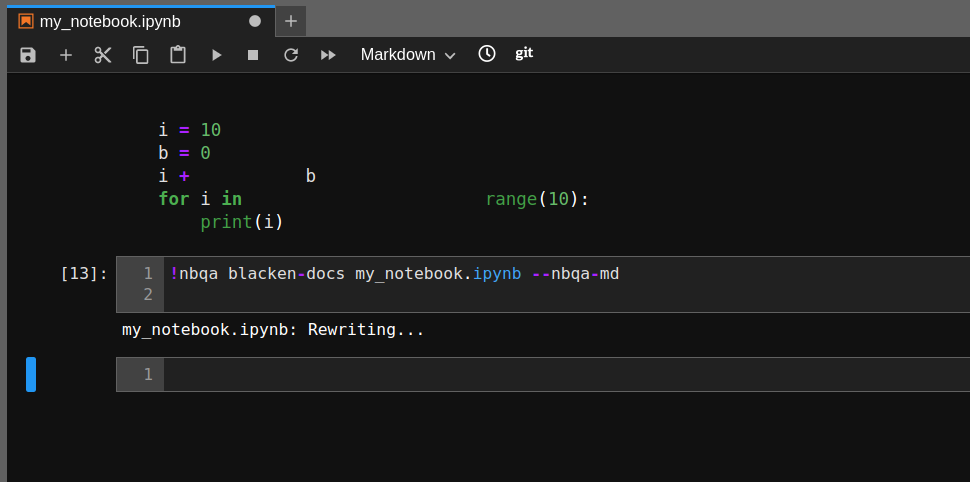 my_notebook.ipynb
Markdown git
i = 10
b = 0
i + b
for i in range(10):
print(i)
[13]: 1 !nbqa blacken-docs my_notebook.ipynb --nbqa-md
2
my_notebook.ipynb: Rewriting...
1